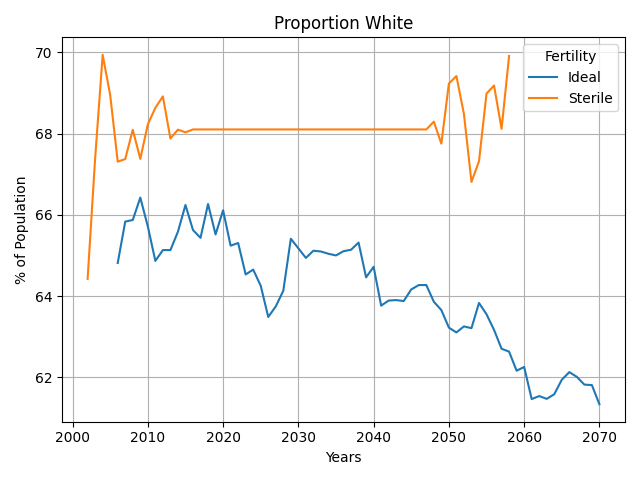 Proportion White
% of Population
70
68
66
64
62
Fertility
Ideal
Sterile
2000 2010 2020 2030 2040 2050 2060 2070
Years